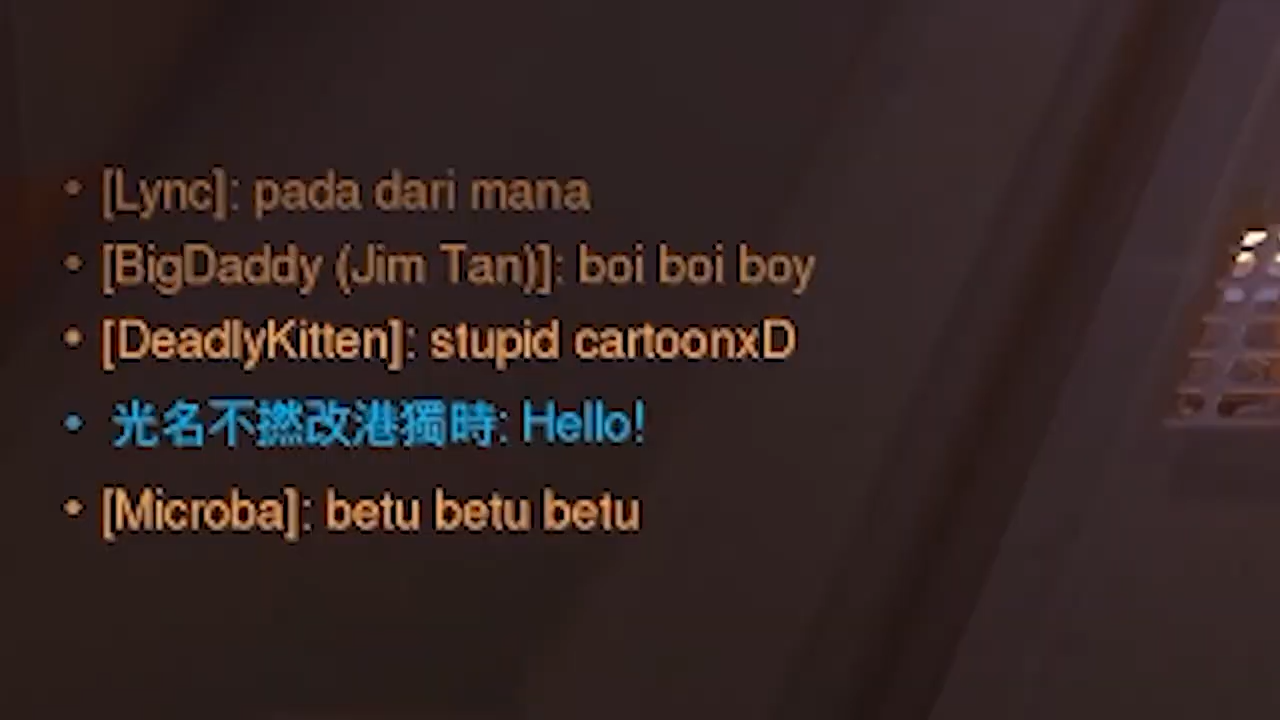 • [Lync]: pada dari mana
• [BigDaddy (Jim Tan)]: boi boi boy
• [DeadlyKitten]: stupid cartoonxD
• 光名不撚改港獨時: Hello!
• [Microba]: betu betu betu